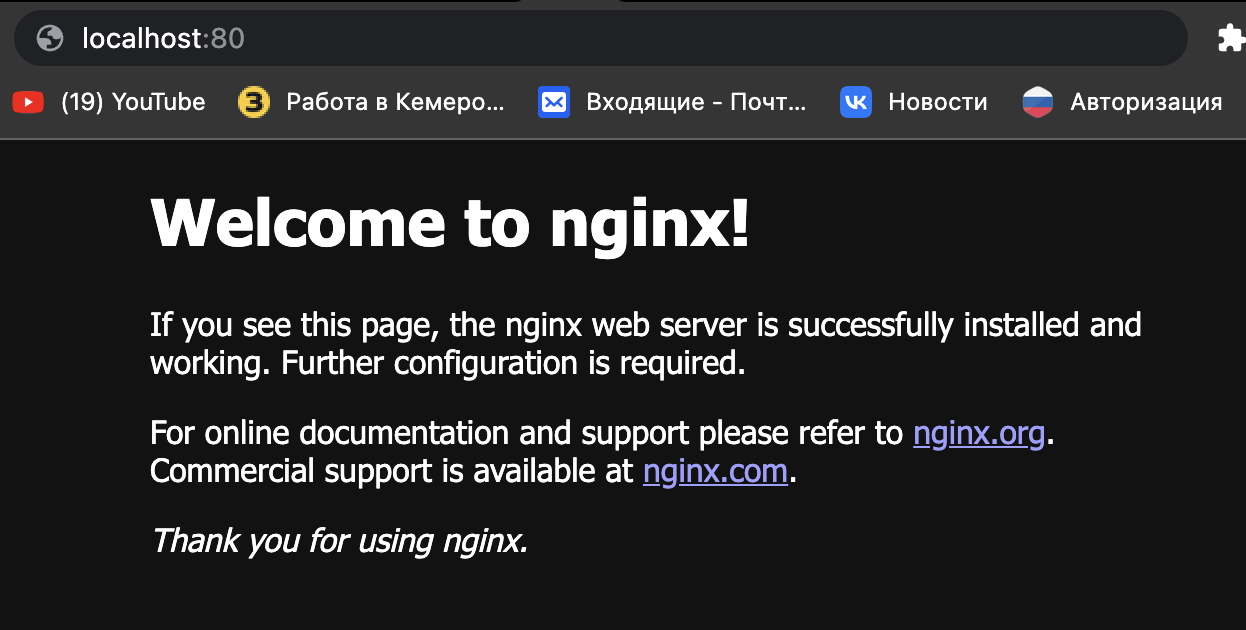 localhost:80
(19) YouTube
З
Работа в Кемеро...
Входящие - Почт...
Новости
Авторизация
Welcome to nginx!
If you see this page, the nginx web server is successfully installed and
working. Further configuration is required.
For online documentation and support please refer to nginx.org.
Commercial support is available at nginx.com.
Thank you for using nginx.